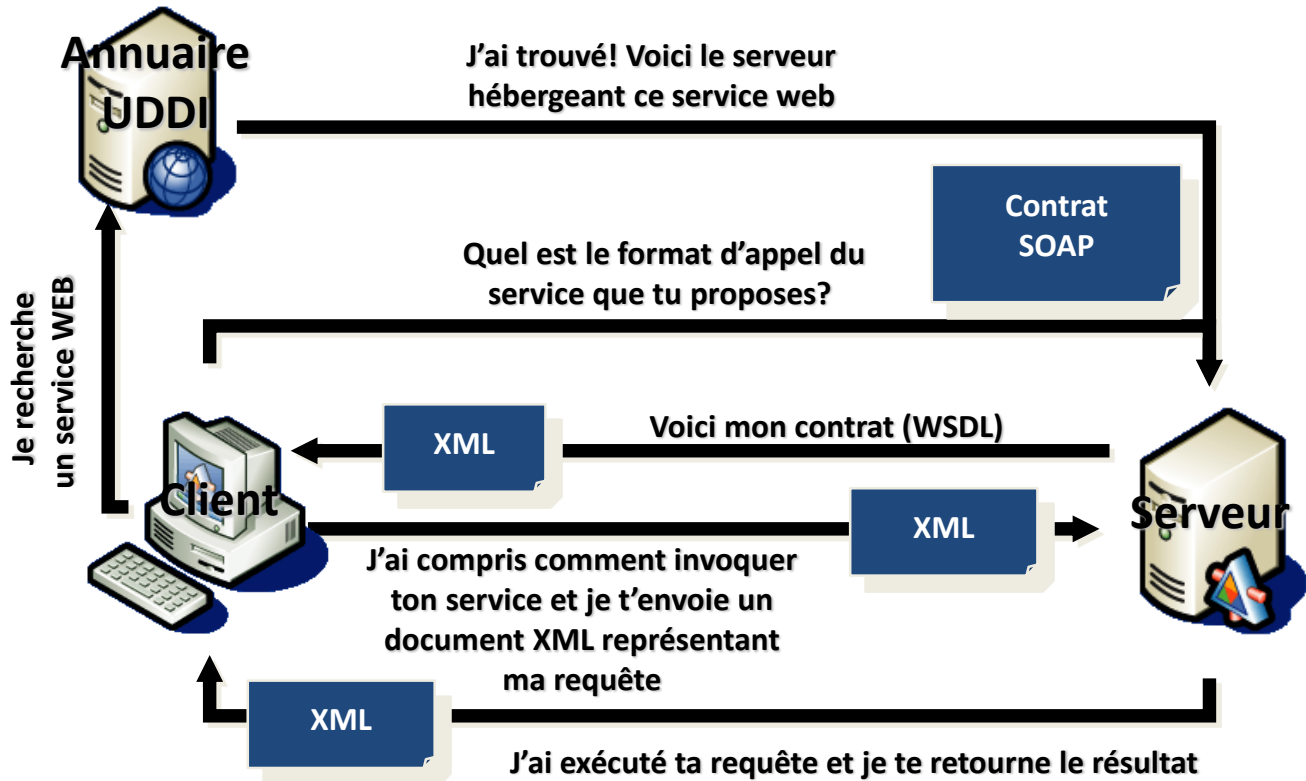 Annuaire
UDDI
J’ai trouvé! Voici le serveur
hébergeant ce service web
Contrat
SOAP
Quel est le format d’appel du
service que tu proposes?
Je recherche
un service WEB
XML
Voici mon contrat (WSDL)
Client
XML
Serveur
J’ai compris comment invoquer
ton service et je t’envoie un
document XML représentant
ma requête
XML
J’ai exécuté ta requête et je te retourne le résultat